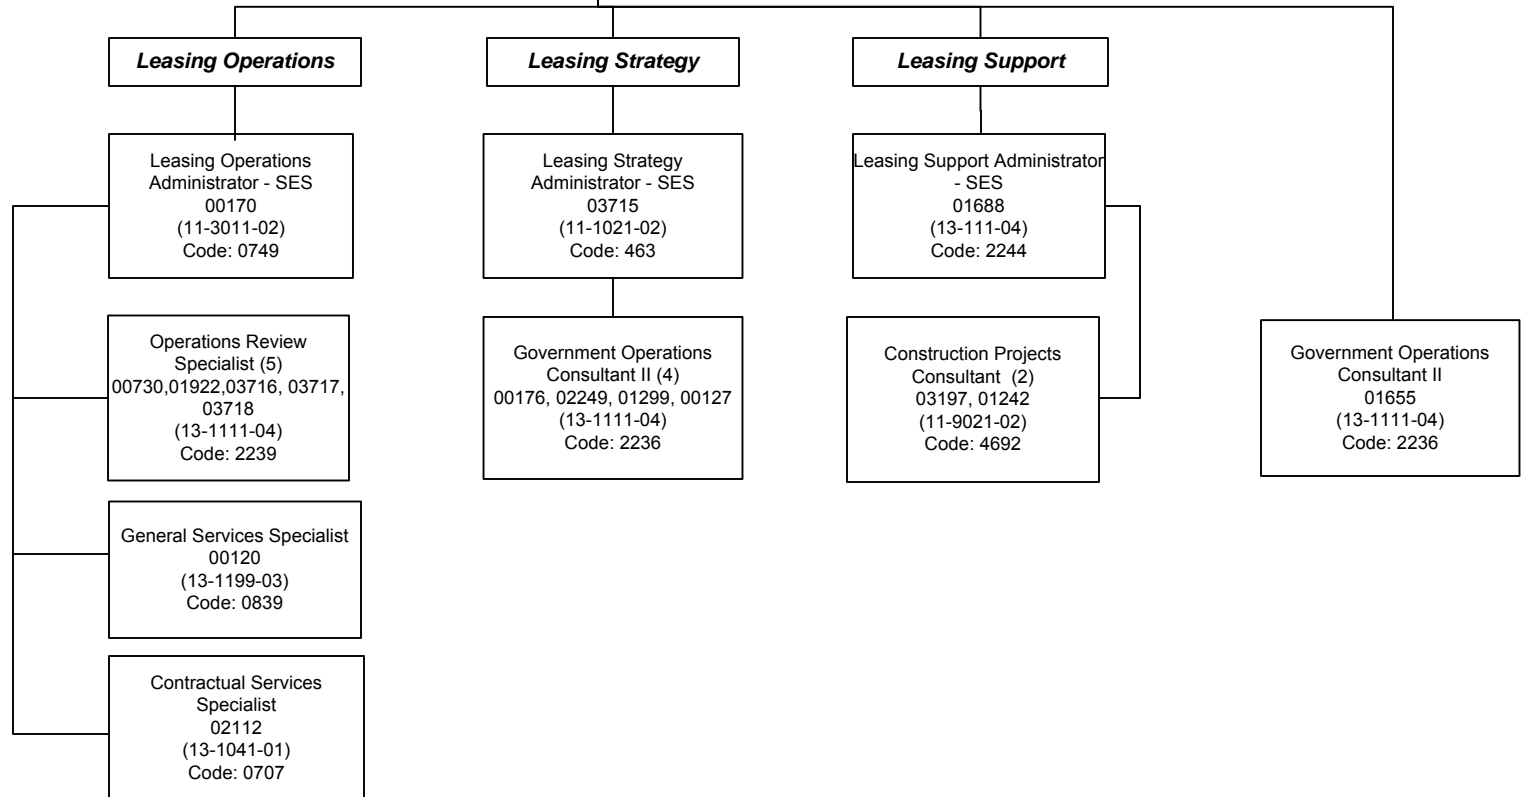 Leasing Operations
Leasing Strategy
Leasing Support
Leasing Operations
Administrator - SES
00170
(11-3011-02)
Code: 0749
Leasing Strategy
Administrator - SES
03715
(11-1021-02)
Code: 463
Leasing Support Administrator
- SES
01688
(13-111-04)
Code: 2244
Operations Review
Specialist (5)
00730,01922,03716, 03717,
03718
(13-1111-04)
Code: 2239
Government Operations
Consultant II (4)
00176, 02249, 01299, 00127
(13-1111-04)
Code: 2236
Construction Projects
Consultant (2)
03197, 01242
(11-9021-02)
Code: 4692
Government Operations
Consultant II
01655
(13-1111-04)
Code: 2236
General Services Specialist
00120
(13-1199-03)
Code: 0839
Contractual Services
Specialist
02112
(13-1041-01)
Code: 0707